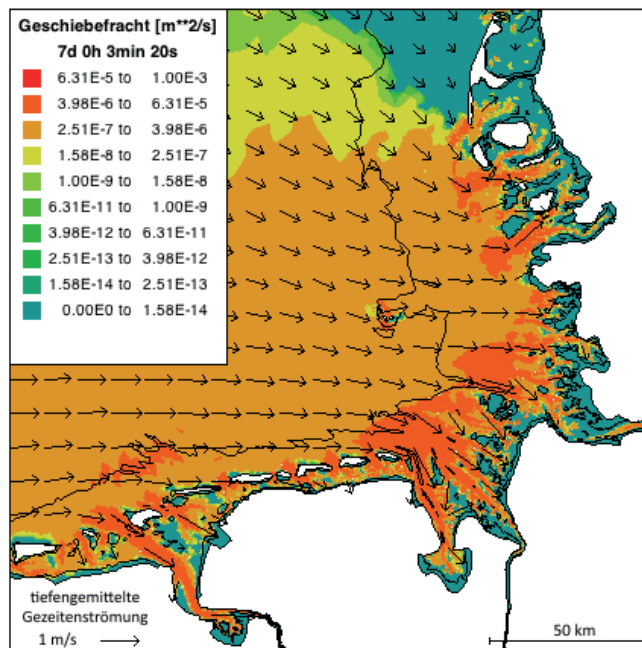 Geschiebefracht [m**2/s]
7d 0h 3min 20s
6.31E-5 to 1.00E-3
3.98E-6 to 6.31E-5
2.51E-7 to 3.98E-6
1.58E-8 to 2.51E-7
1.00E-9 to 1.58E-8
6.31E-11 to 1.00E-9
3.98E-12 to 6.31E-11
2.51E-13 to 3.98E-12
1.58E-14 to 2.51E-13
0.00E0 to 1.58E-14
tiefengemittelte
Gezeitenströmung
1 m/s
50 km